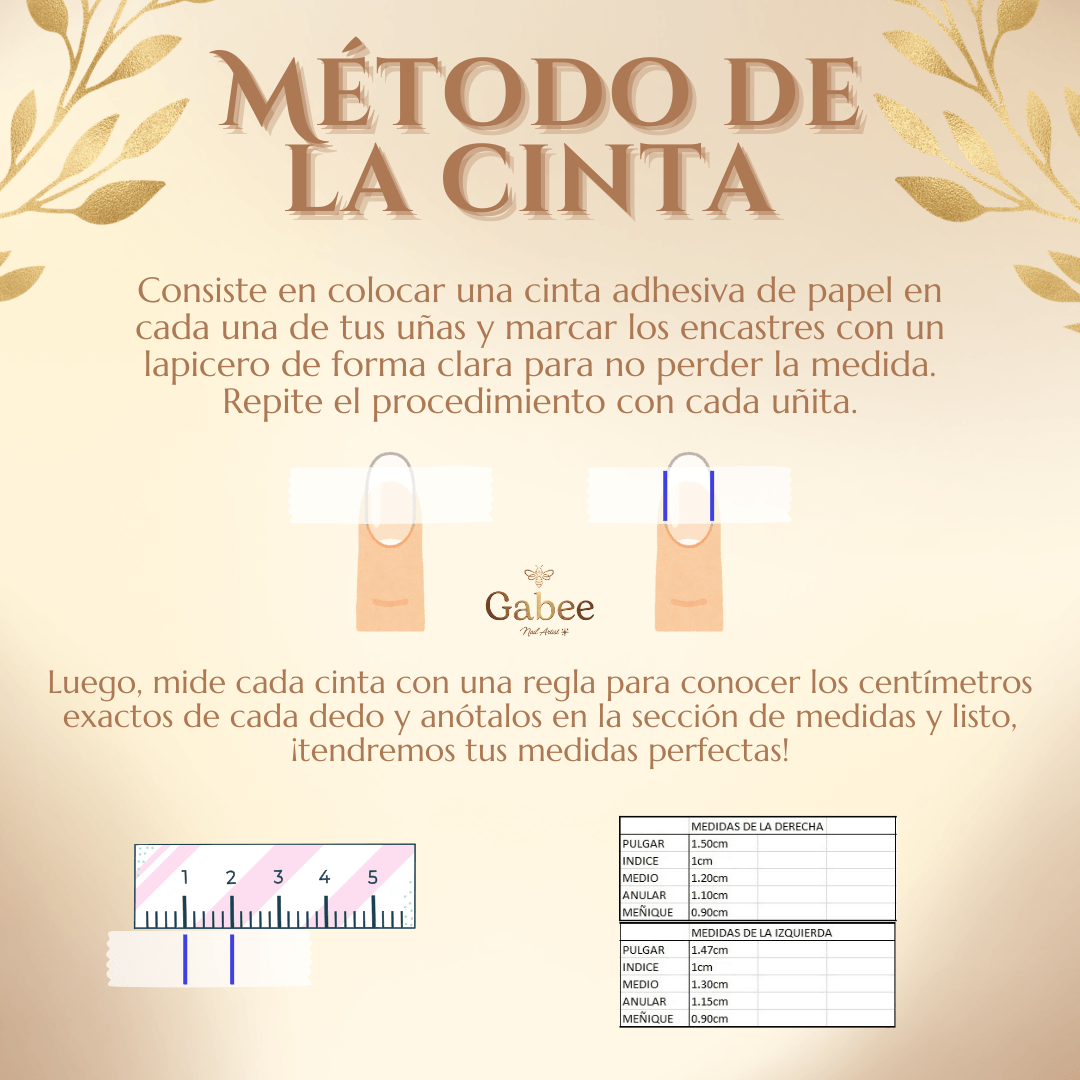 MÉTODO DE
LA CINTA
Consiste en colocar una cinta adhesiva de papel en
cada una de tus uñas y marcar los encastres con un
lapicero de forma clara para no perder la medida.
Repite el procedimiento con cada uñita.
Gabee
Nail Artist
Luego, mide cada cinta con una regla para conocer los centímetros
exactos de cada dedo y anótalos en la sección de medidas y listo,
¡tendremos tus medidas perfectas!
1 2 3 4 5
MEDIDAS DE LA DERECHA
PULGAR 1.50cm
INDICE 1cm
MEDIO 1.20cm
ANULAR 1.10cm
MEÑIQUE 0.90cm
MEDIDAS DE LA IZQUIERDA
PULGAR 1.47cm
INDICE 1cm
MEDIO 1.30cm
ANULAR 1.15cm
MEÑIQUE 0.90cm